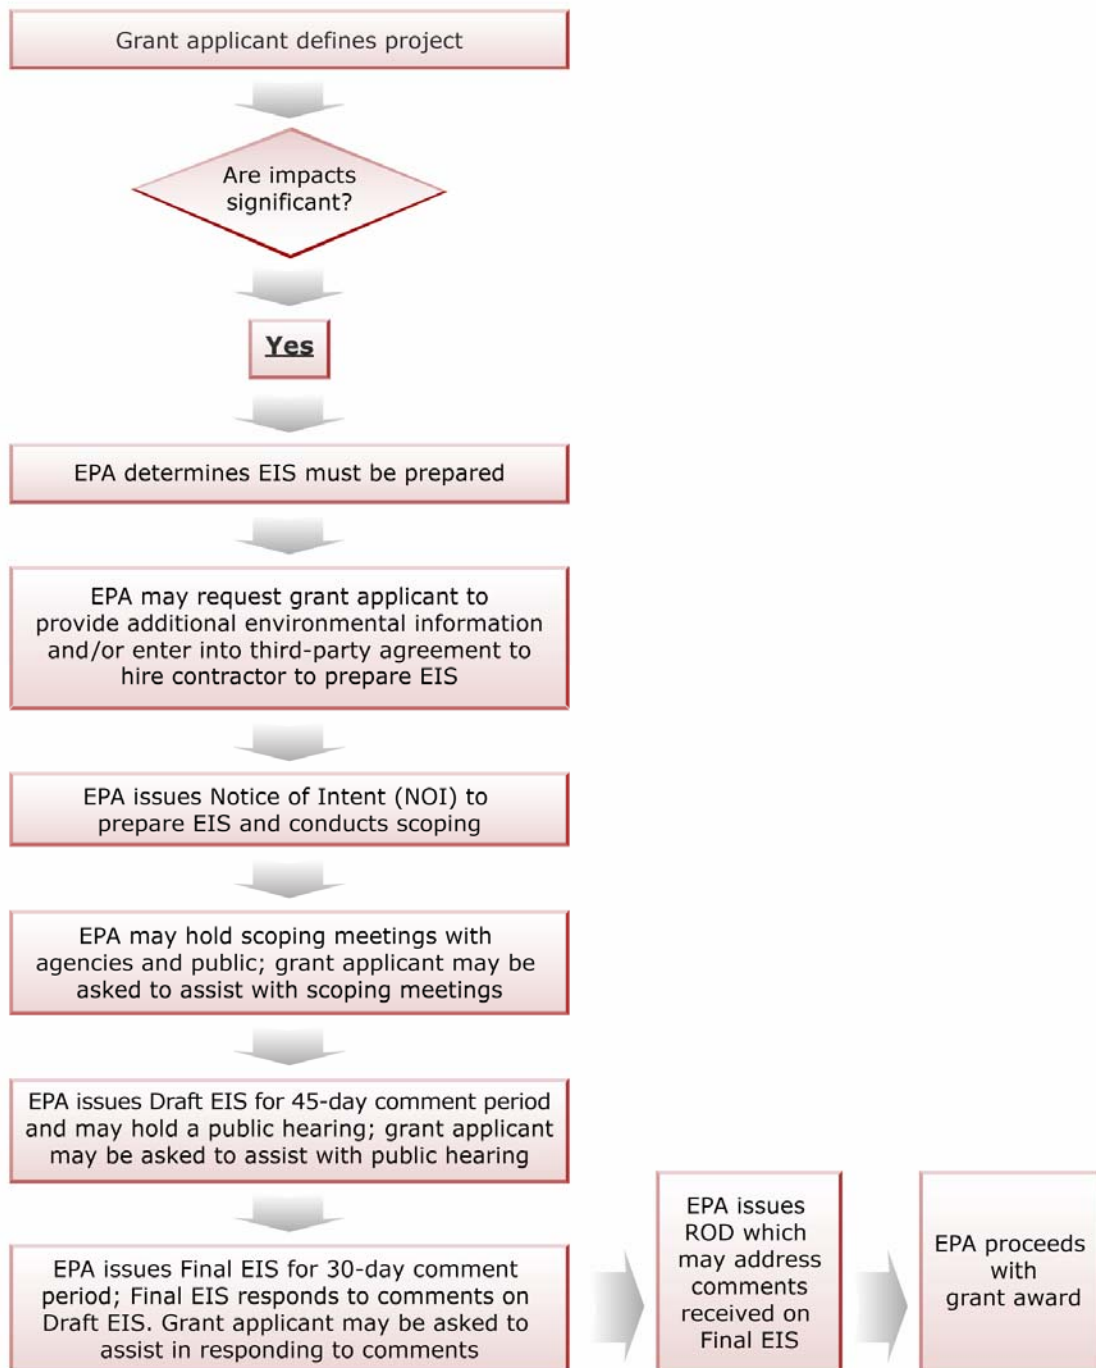 Grant applicant defines project
Are impacts
significant?
Yes
EPA determines EIS must be prepared
EPA may request grant applicant to
provide additional environmental information
and/or enter into third-party agreement to
hire contractor to prepare EIS
EPA issues Notice of Intent (NOI) to
prepare EIS and conducts scoping
EPA may hold scoping meetings with
agencies and public; grant applicant may be
asked to assist with scoping meetings
EPA issues Draft EIS for 45-day comment period
and may hold a public hearing; grant applicant
may be asked to assist with public hearing
EPA issues Final EIS for 30-day comment
period; Final EIS responds to comments on
Draft EIS. Grant applicant may be asked to
assist in responding to comments
EPA issues
ROD which
may address
comments
received on
Final EIS
EPA proceeds
with
grant award